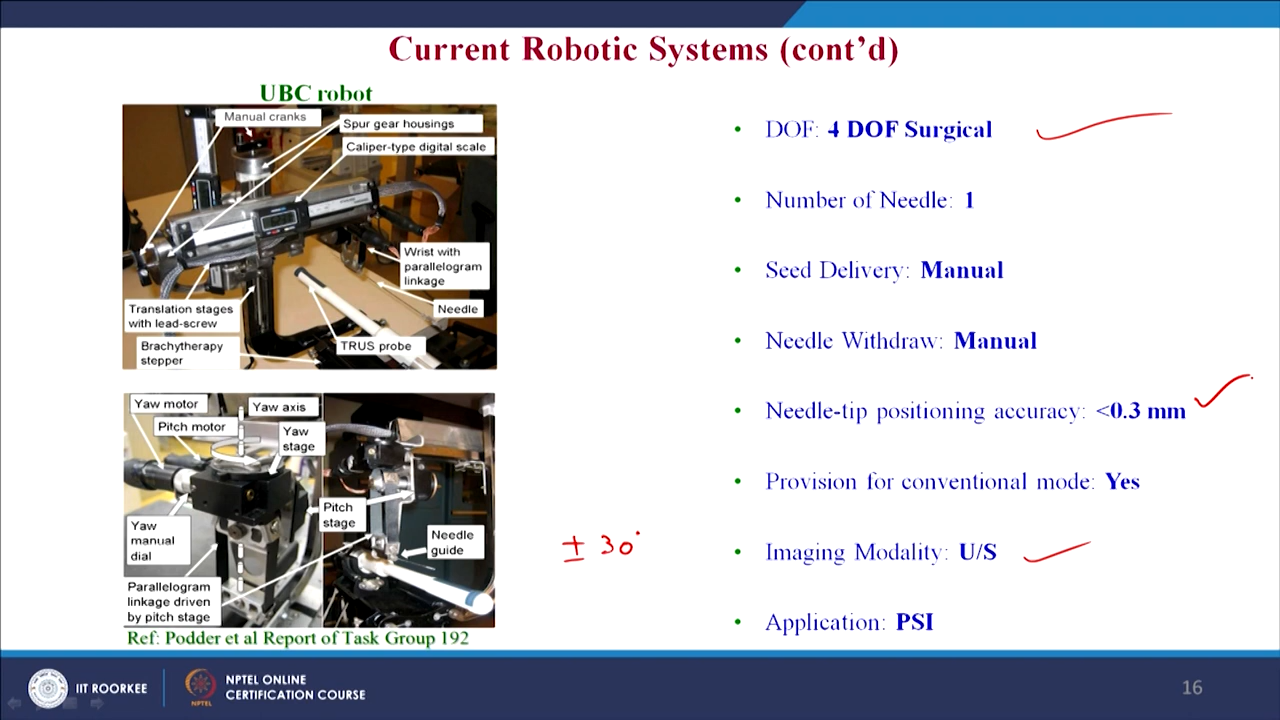 Current Robotic Systems (cont'd)
UBC robot
Manual cranks
Spur gear housings
Caliper-type digital scale
Wrist with
parallelogram
linkage
Needle
Translation stages
with lead-screw
Brachytherapy
stepper
TRUS probe
Yaw motor
Yaw axis
Pitch motor
Yaw
stage
Pitch
stage
Yaw
manual
dial
Needle
guide
Parallelogram
linkage driven
by pitch stage
Ref: Podder et al Report of Task Group 192
± 30°
• DOF: 4 DOF Surgical
• Number of Needle: 1
• Seed Delivery: Manual
• Needle Withdraw: Manual
• Needle-tip positioning accuracy: <0.3 mm
• Provision for conventional mode: Yes
• Imaging Modality: U/S
• Application: PSI
IIT ROORKEE
NPTEL ONLINE
CERTIFICATION COURSE
NPTEL
16